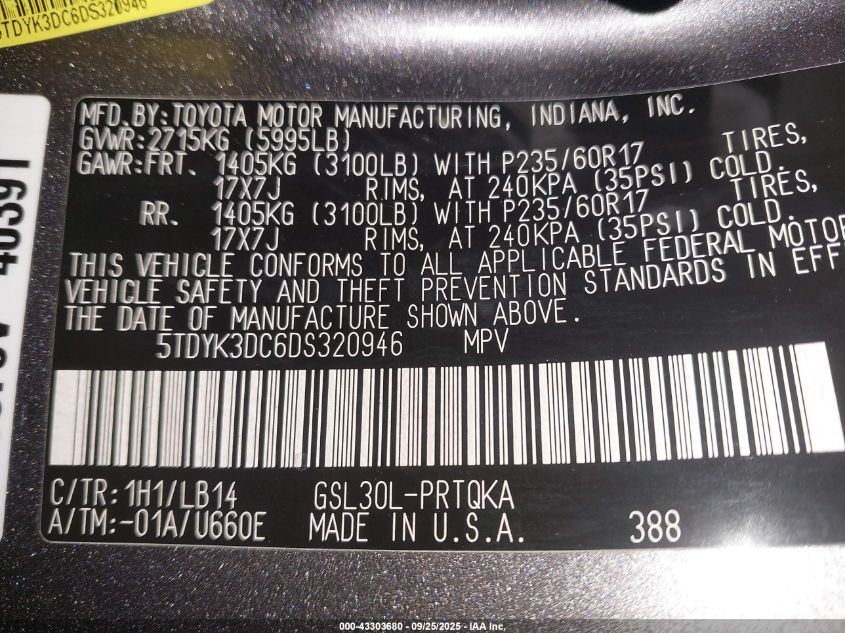 5TDYK3DC6DS320946
MFD. BY: TOYOTA MOTOR MANUFACTURING, INDIANA, INC.
GVWR: 2715KG (5995LB)
GAWR: FRT. 1405KG (3100LB) WITH P235/60R17 TIRES,
17X7J RIMS, AT 240KPA (35PSI) COLD.
RR. 1405KG (3100LB) WITH P235/60R17 TIRES,
17X7J RIMS, AT 240KPA (35PSI) COLD.
THIS VEHICLE CONFORMS TO ALL APPLICABLE FEDERAL MOTOR
VEHICLE SAFETY AND THEFT PREVENTION STANDARDS IN EFF
THE DATE OF MANUFACTURE SHOWN ABOVE.
5TDYK3DC6DS320946 MPV
C/TR: 1H1/LB14 GSL30L-PRTQKA
A/TM: -01A/U660E MADE IN U.S.A. 388
000-43303680 - 09/25/2025 - IAA Inc.